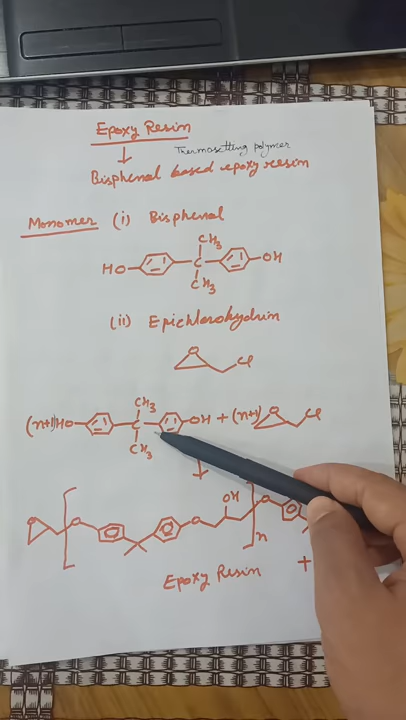 Epoxy Resin
Thermosetting polymer
Bisphenol based epoxy resin
Monomer (i) Bisphenol
CH3
HO C OH
CH3
(ii) Epichlorohydrin
O Cl
CH3
(n+1)HO C OH + (n+1) O Cl
CH3
OH
O O O O
n
Epoxy Resin +